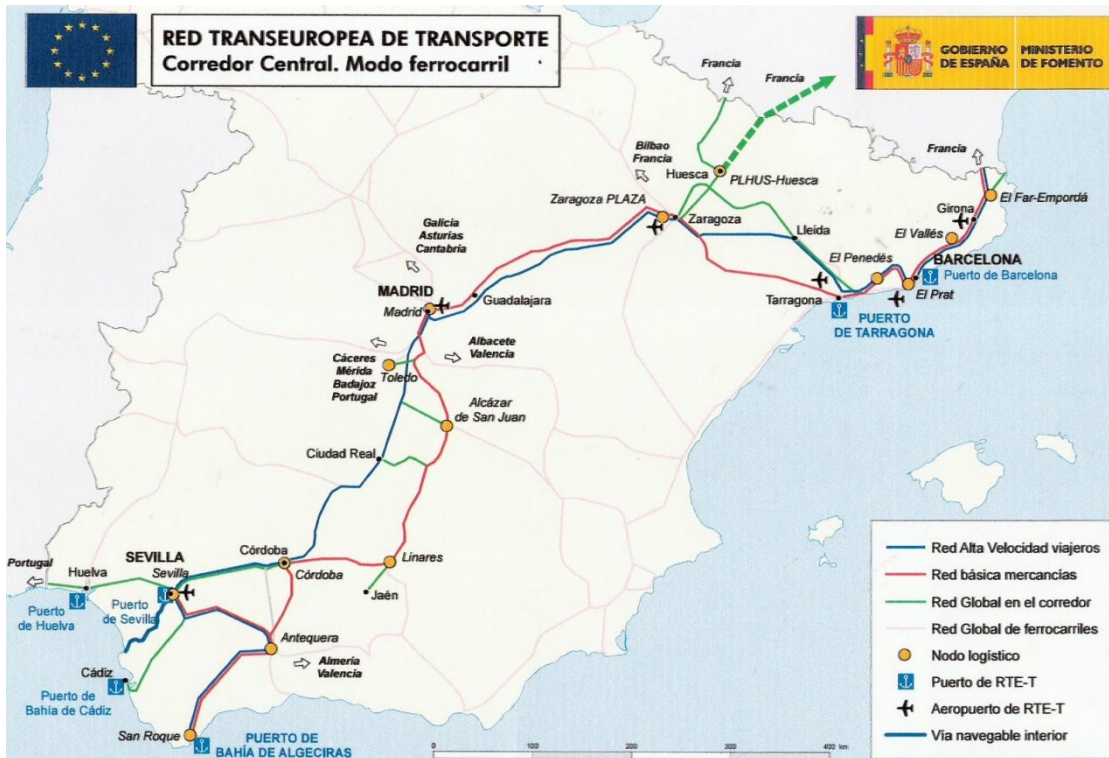 RED TRANSEUROPEA DE TRANSPORTE
Corredor Central. Modo ferrocarril
GOBIERNO
DE ESPAÑA
MINISTERIO
DE FOMENTO
Francia
Francia
Bilbao
Francia
Huesca
PLHUS-Huesca
Francia
El Far-Empordá
Girona
Zaragoza PLAZA
Zaragoza
Lleida
El Vallés
El Penedés
BARCELONA
Puerto de Barcelona
El Prat
Tarragona
PUERTO
DE TARRAGONA
Galicia
Asturias
Cantabria
MADRID
Madrid
Guadalajara
Albacete
Valencia
Cáceres
Mérida
Badajoz
Portugal
Toledo
Alcázar
de San Juan
Ciudad Real
Córdoba
Córdoba
Linares
Jaén
SEVILLA
Sevilla
Portugal
Huelva
Puerto
de Huelva
Puerto
de Sevilla
Antequera
Almería
Valencia
Cádiz
Puerto de
Bahía de Cádiz
San Roque
PUERTO DE
BAHÍA DE ALGECIRAS
0 100 200 300 400 km
Red Alta Velocidad viajeros
Red básica mercancías
Red Global en el corredor
Red Global de ferrocarriles
Nodo logístico
Puerto de RTE-T
Aeropuerto de RTE-T
Via navegable interior